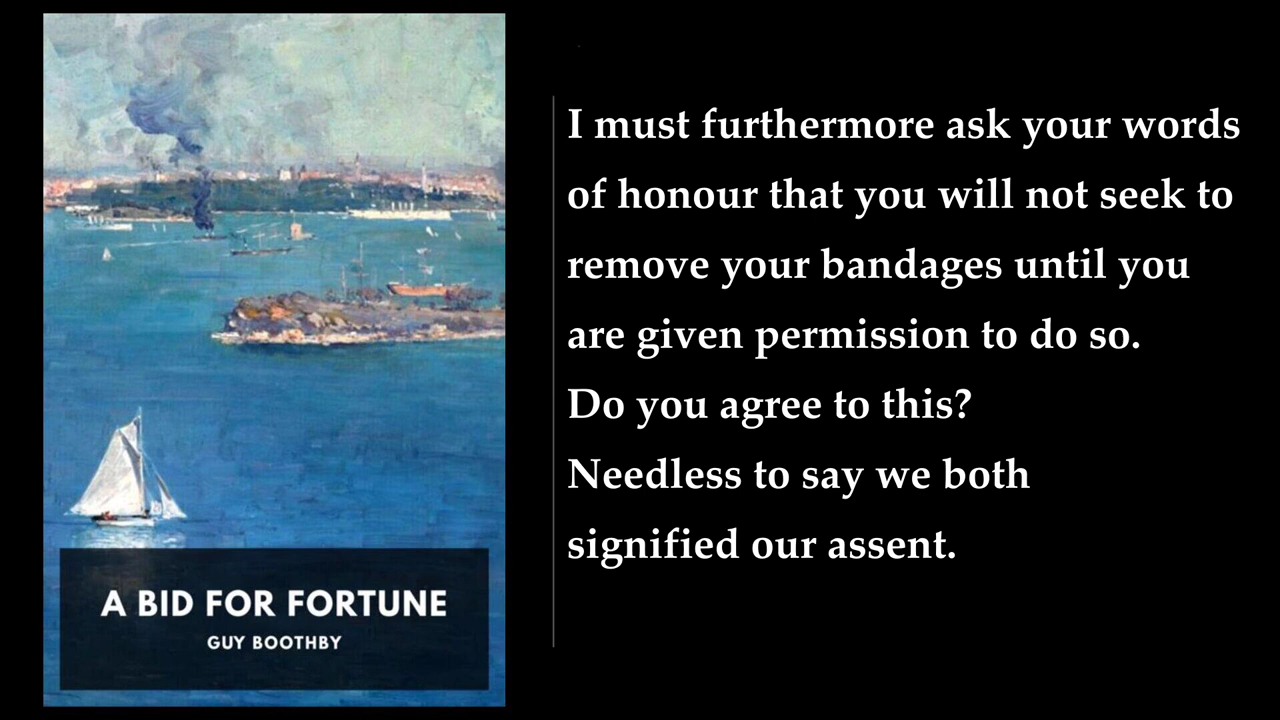 I must furthermore ask your words
of honour that you will not seek to
remove your bandages until you
are given permission to do so.
Do you agree to this?
Needless to say we both
signified our assent.
A BID FOR FORTUNE
GUY BOOTHBY